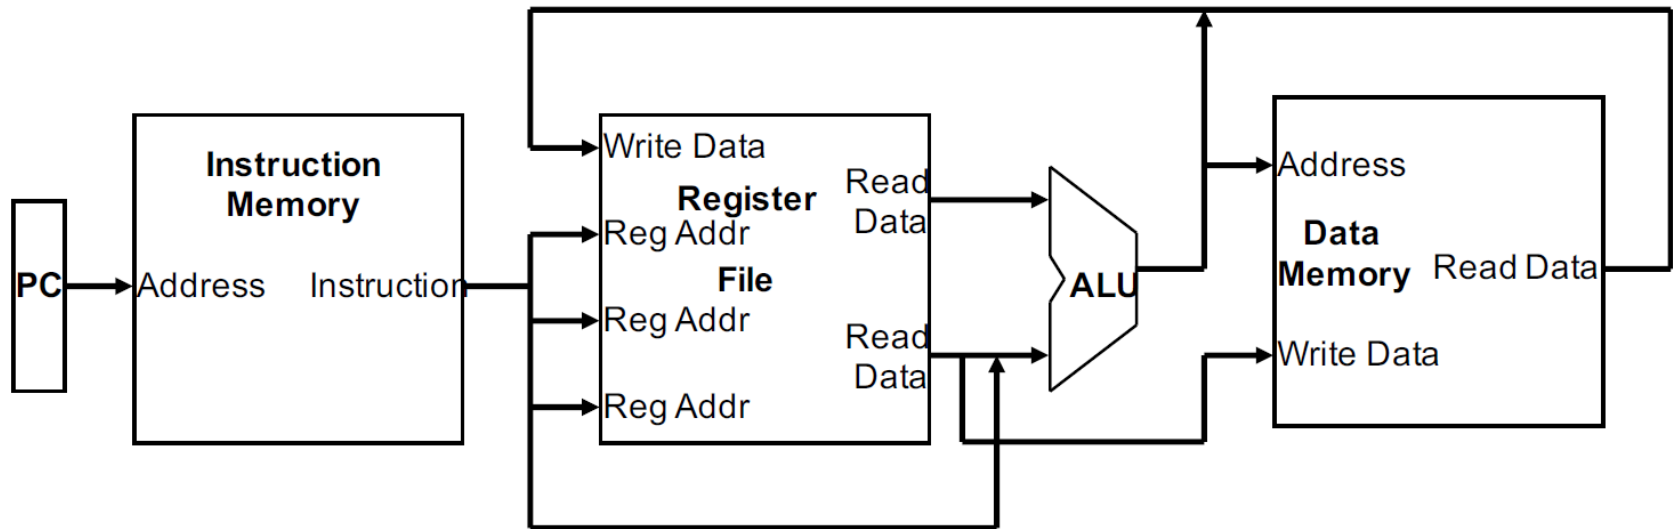 PC
Instruction
Memory
Address
Instruction
Write Data
Register
File
Reg Addr
Reg Addr
Reg Addr
Read
Data
Read
Data
ALU
Address
Data
Memory
Read Data
Write Data